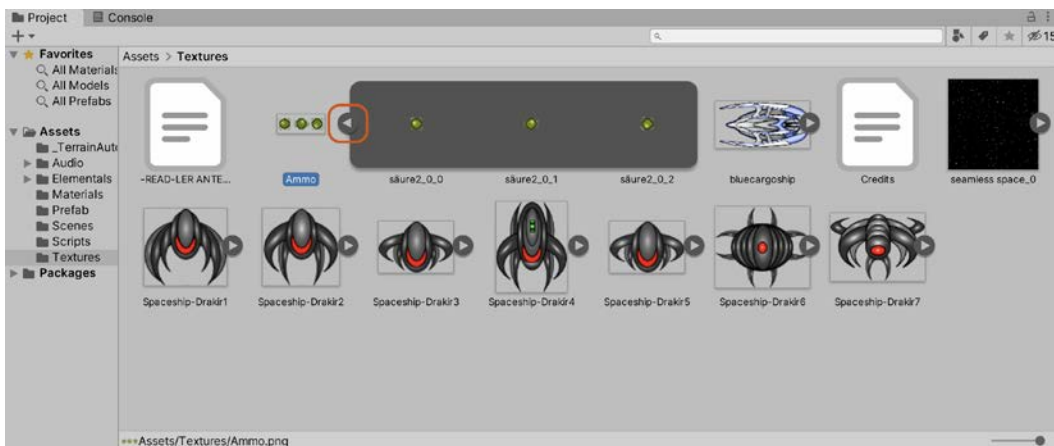 Project
Console
15
Favorites
All Materials
All Models
All Prefabs
Assets
_TerrainAuto
Audio
Elementals
Materials
Prefab
Scenes
Scripts
Textures
Packages
Assets > Textures
-READ-LER ANTE...
Ammo
säure2_0_0
säure2_0_1
säure2_0_2
bluecargoship
Credits
seamless space_0
Spaceship-Drakir1
Spaceship-Drakir2
Spaceship-Drakir3
Spaceship-Drakir4
Spaceship-Drakir5
Spaceship-Drakir6
Spaceship-Drakir7
Assets/Textures/Ammo.png